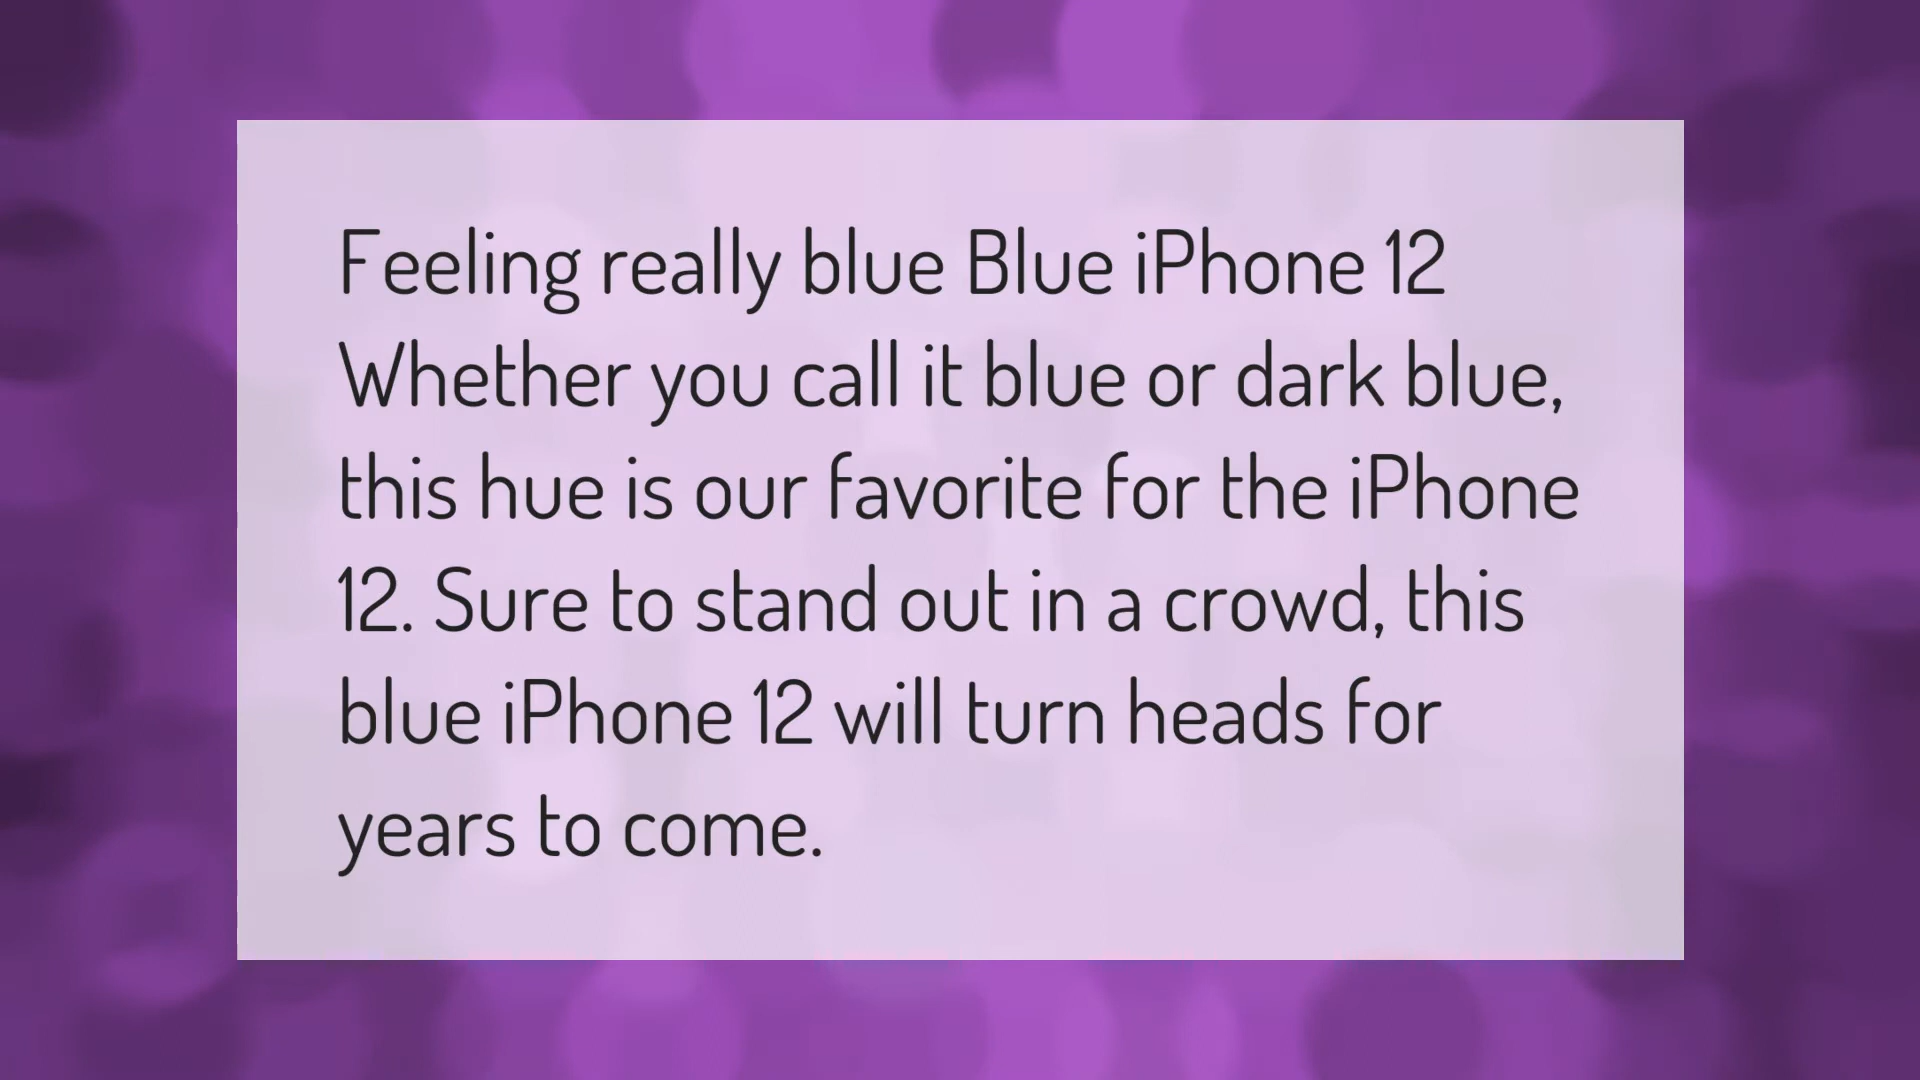 Feeling really blue Blue iPhone 12
Whether you call it blue or dark blue,
this hue is our favorite for the iPhone
12. Sure to stand out in a crowd, this
blue iPhone 12 will turn heads for
years to come.